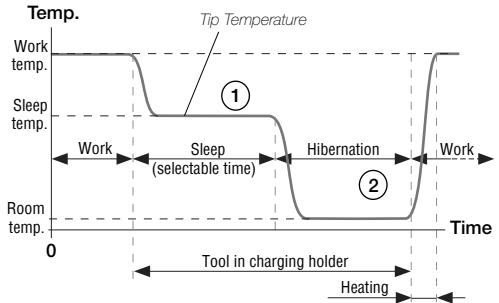 Temp.
Tip Temperature
Work
temp.
1
Sleep
temp.
Work
Sleep
(selectable time)
Hibernation
Work
2
Room
temp.
Time
0
Tool in charging holder
Heating